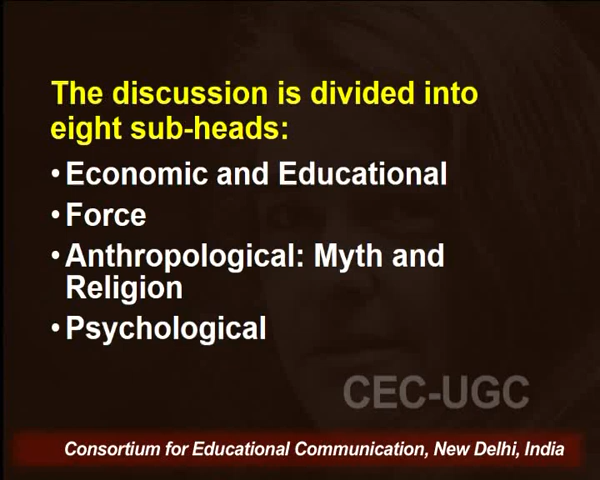 The discussion is divided into
eight sub-heads:
•Economic and Educational
•Force
•Anthropological: Myth and
Religion
•Psychological
CEC-UGC
Consortium for Educational Communication, New Delhi, India